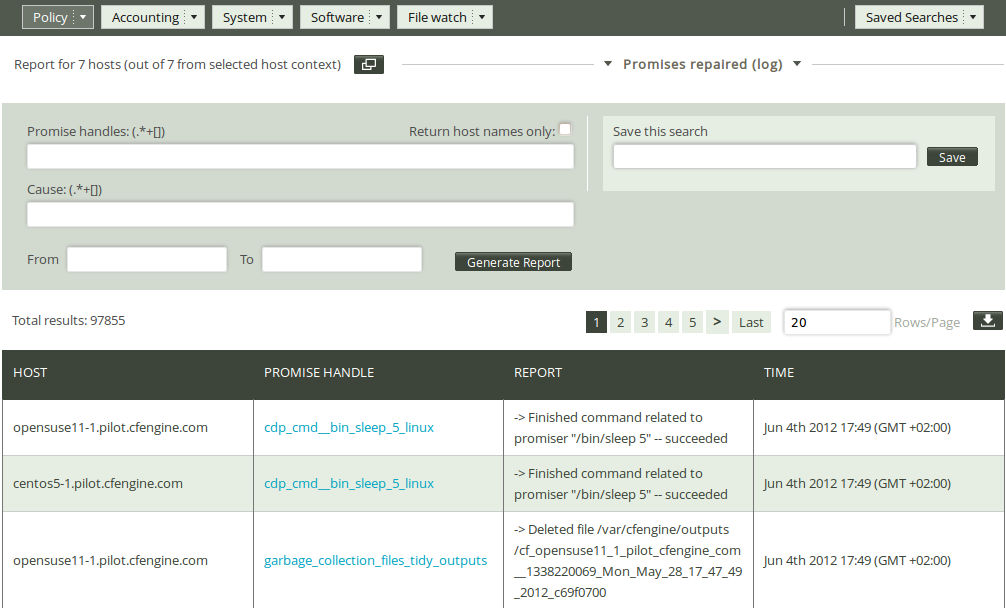 Policy Accounting System Software File watch Saved Searches
Report for 7 hosts (out of 7 from selected host context) Promises repaired (log)
Promise handles: (.*+[]) Return host names only: Save this search
Save
Cause: (.*+[])
From To Generate Report
Total results: 97855 1 2 3 4 5 > Last 20 Rows/Page
HOST PROMISE HANDLE REPORT TIME
opensuse11-1.pilot.cfengine.com cdp_cmd__bin_sleep_5_linux -> Finished command related to
promiser "/bin/sleep 5" -- succeeded Jun 4th 2012 17:49 (GMT +02:00)
centos5-1.pilot.cfengine.com cdp_cmd__bin_sleep_5_linux -> Finished command related to
promiser "/bin/sleep 5" -- succeeded Jun 4th 2012 17:49 (GMT +02:00)
opensuse11-1.pilot.cfengine.com garbage_collection_files_tidy_outputs -> Deleted file /var/cfengine/outputs
/cf_opensuse11_1_pilot_cfengine_com
__1338220069_Mon_May_28_17_47_49
_2012_c69f0700 Jun 4th 2012 17:49 (GMT +02:00)